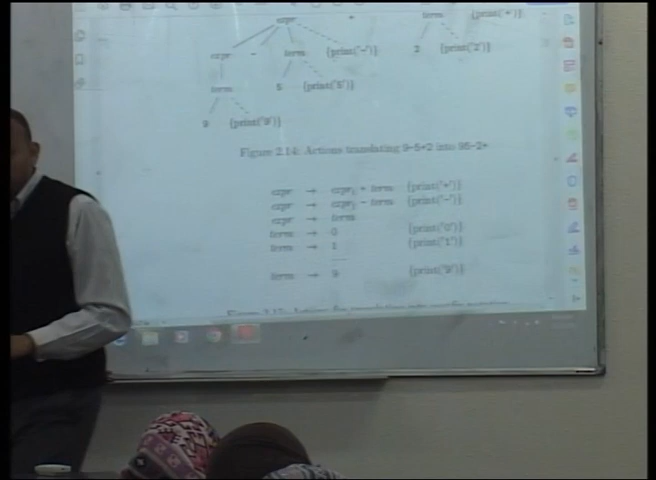 expr + term {print('+')}
expr - term {print('-')} 2 {print('2')}
term 5 {print('5')}
9 {print('9')}
Figure 2.14: Actions translating 9-5+2 into 95-2+
expr → expr₁ + term {print('+')}
expr → expr₁ - term {print('-')}
expr → term
term → 0 {print('0')}
term → 1 {print('1')}
...
term → 9 {print('9')}